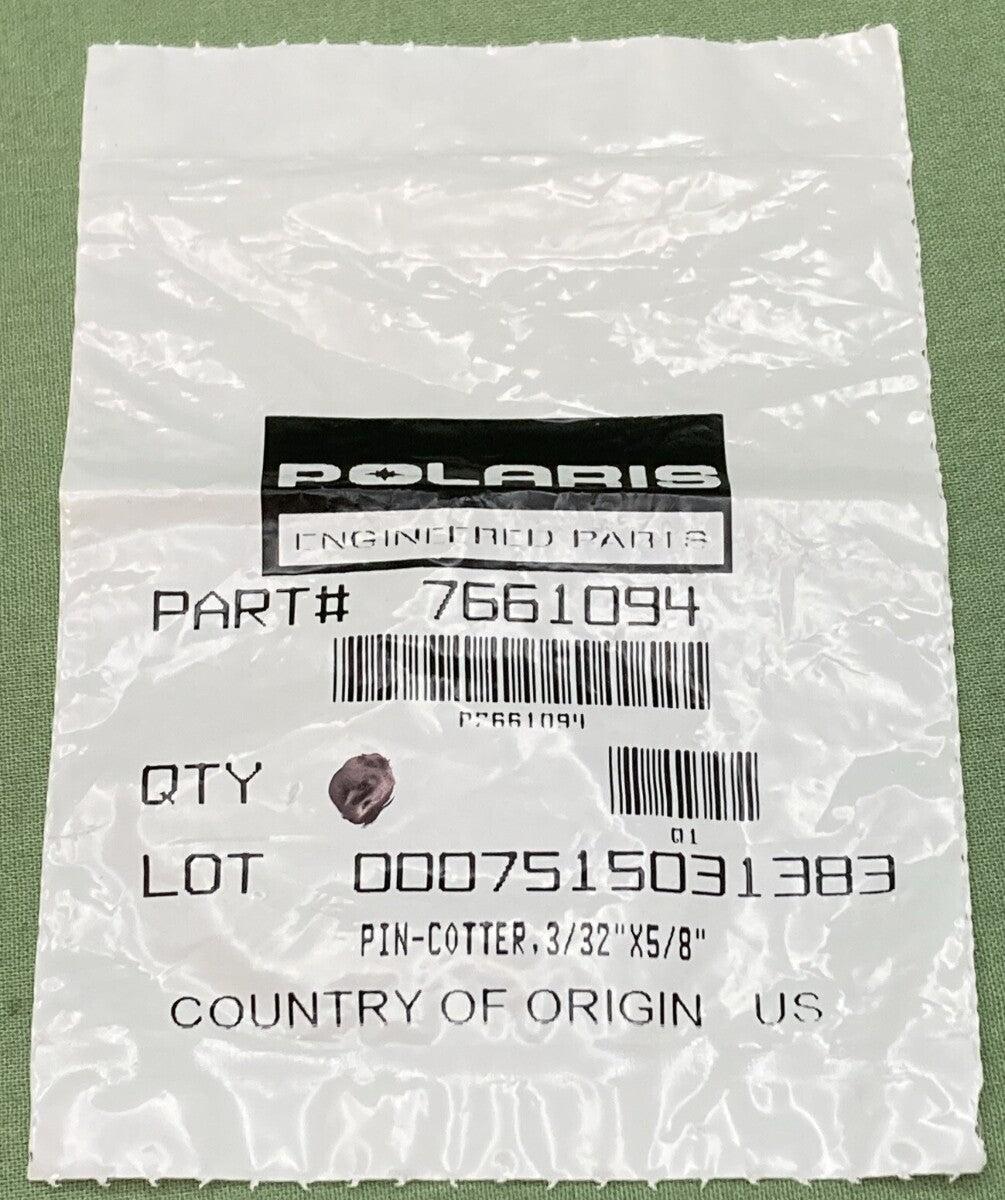 POLARIS
ENGINEERED PARTS
PART# 7661094
P7661094
QTY
Q1
LOT 0007515031383
PIN-COTTER,3/32"X5/8"
COUNTRY OF ORIGIN US